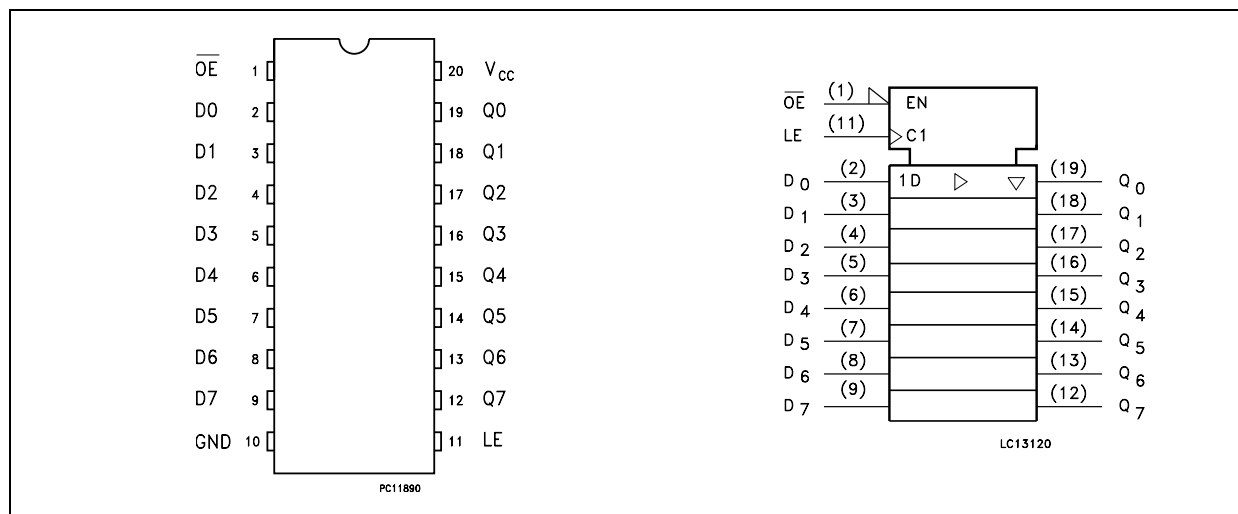 OE 1 20 VCC
D0 2 19 Q0
D1 3 18 Q1
D2 4 17 Q2
D3 5 16 Q3
D4 6 15 Q4
D5 7 14 Q5
D6 8 13 Q6
D7 9 12 Q7
GND 10 11 LE
PC11890
OE (1) EN
LE (11) C1
D0 (2) 1D (19) Q0
D1 (3) (18) Q1
D2 (4) (17) Q2
D3 (5) (16) Q3
D4 (6) (15) Q4
D5 (7) (14) Q5
D6 (8) (13) Q6
D7 (9) (12) Q7
LC13120